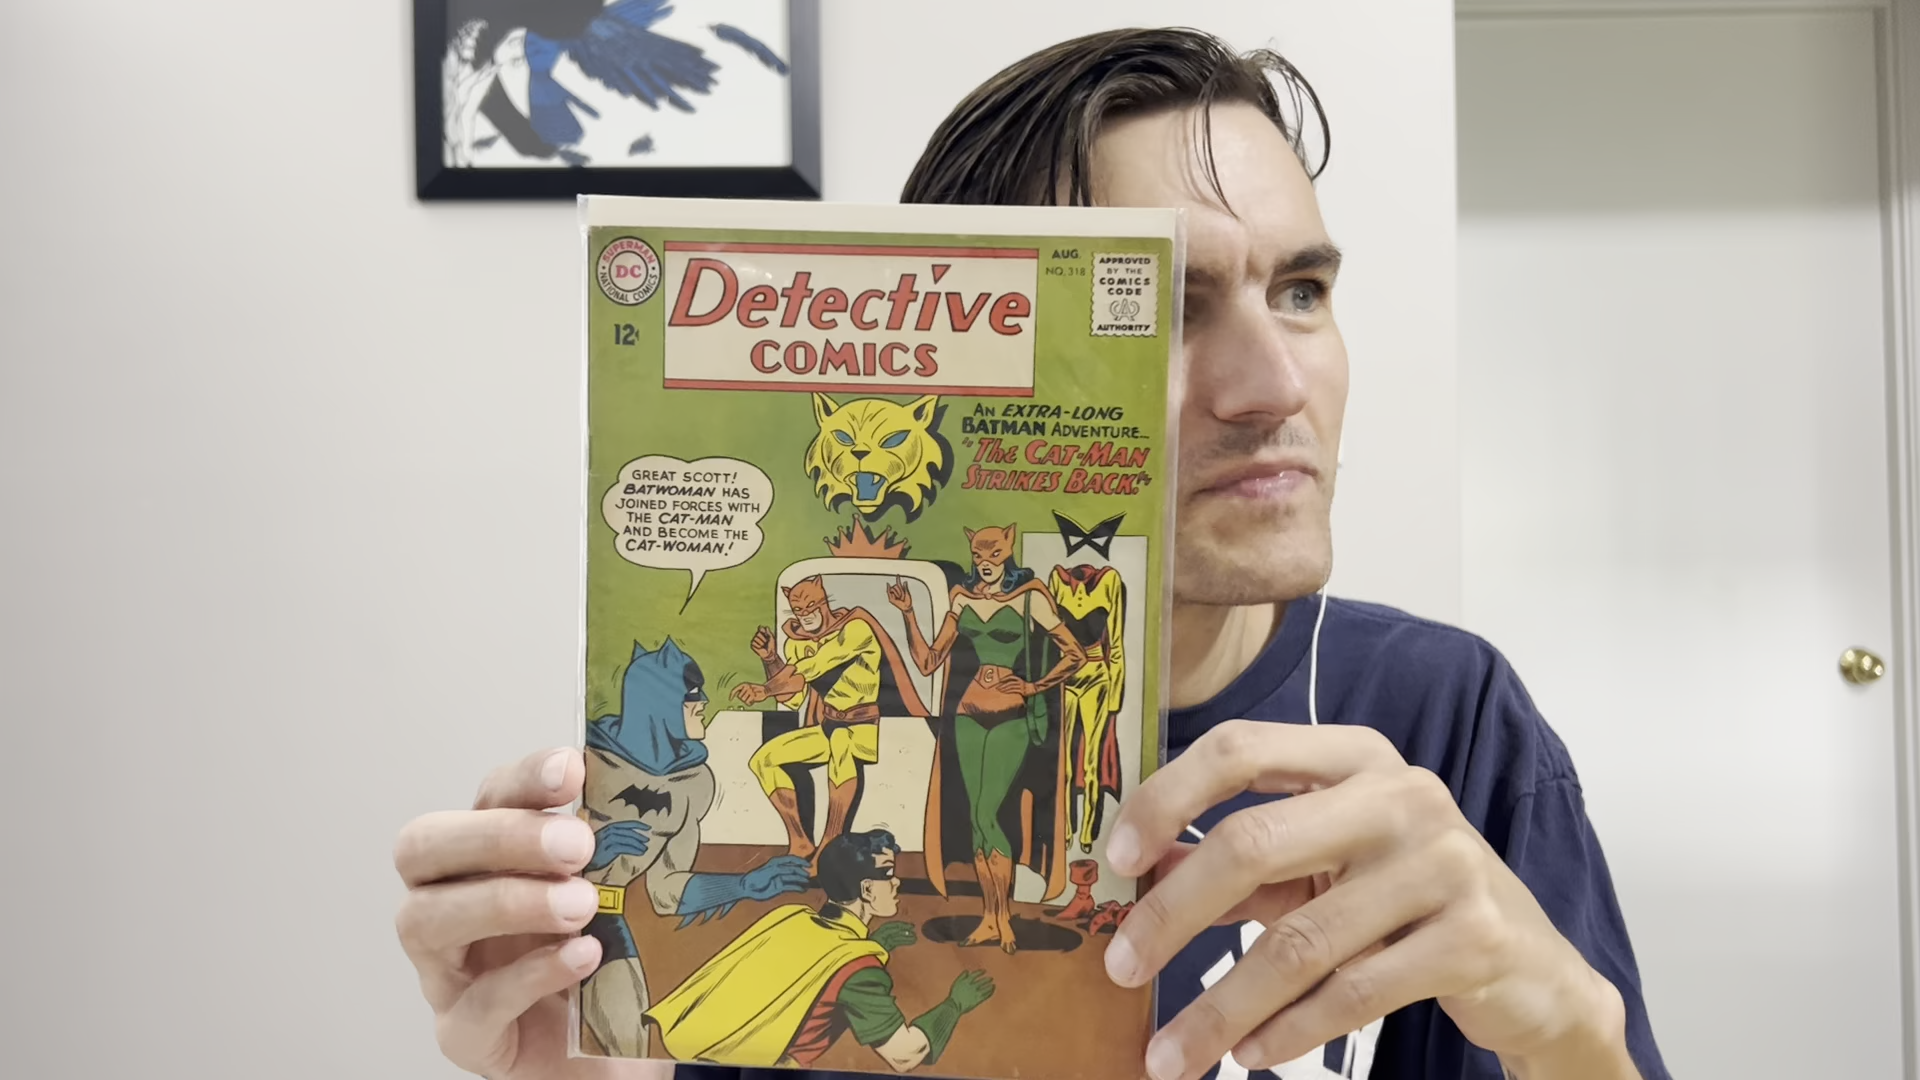 SUPERMAN
DC
NATIONAL COMICS
12¢
Detective
COMICS
AUG.
NO. 318
APPROVED
BY THE
COMICS
CODE
AUTHORITY
AN EXTRA-LONG
BATMAN ADVENTURE...
"The CAT-MAN
STRIKES BACK!"
GREAT SCOTT!
BATWOMAN HAS
JOINED FORCES WITH
THE CAT-MAN
AND BECOME THE
CAT-WOMAN!